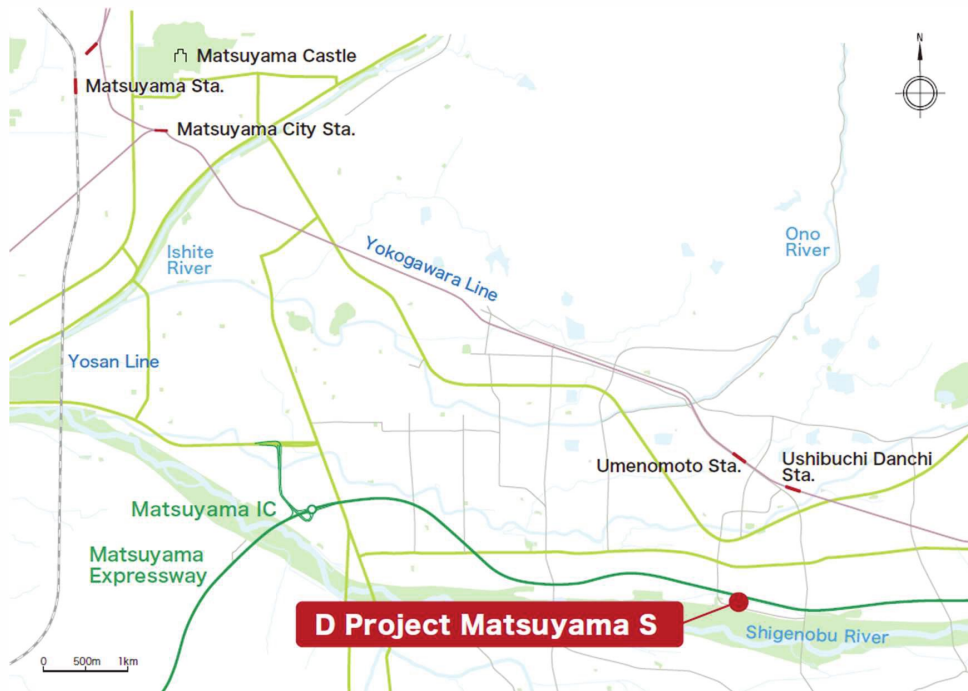 N
Matsuyama Castle
Matsuyama Sta.
Matsuyama City Sta.
Ishite
River
Yokogawara Line
Ono
River
Yosan Line
Umenomoto Sta.
Ushibuchi Danchi
Sta.
Matsuyama IC
Matsuyama
Expressway
D Project Matsuyama S
Shigenobu River
0 500m 1km